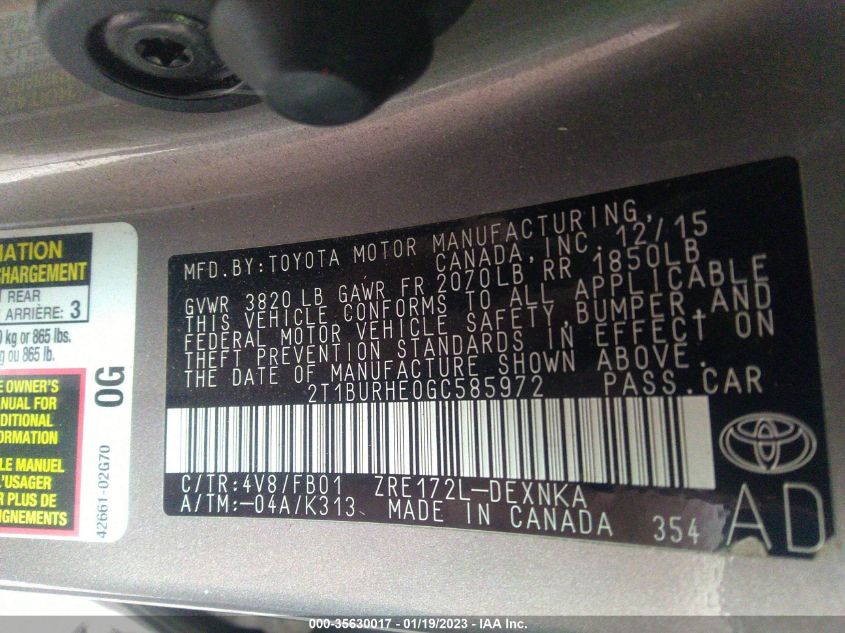 MATION
CHARGEMENT
REAR
ARRIÈRE: 3
kg or 865 lbs.
ou 865 lb.
OWNER'S
MANUAL FOR
ADDITIONAL
INFORMATION
LE MANUEL
L'USAGER
R PLUS DE
IGNEMENTS
0G
42661-02G70
MFD.BY:TOYOTA MOTOR MANUFACTURING,
CANADA, INC. 12/15
GVWR 3820 LB GAWR FR 2070LB RR 1850LB
THIS VEHICLE CONFORMS TO ALL APPLICABLE
FEDERAL MOTOR VEHICLE SAFETY,BUMPER,AND
THEFT PREVENTION STANDARDS IN EFFECT ON
THE DATE OF MANUFACTURE SHOWN ABOVE.
2T1BURHE0GC585972 PASS.CAR
C/TR:4V8/FB01 ZRE172L-DEXNKA
A/TM:-04A/K313 MADE IN CANADA 354
AD
000-35630017 - 01/19/2023 - IAA Inc.